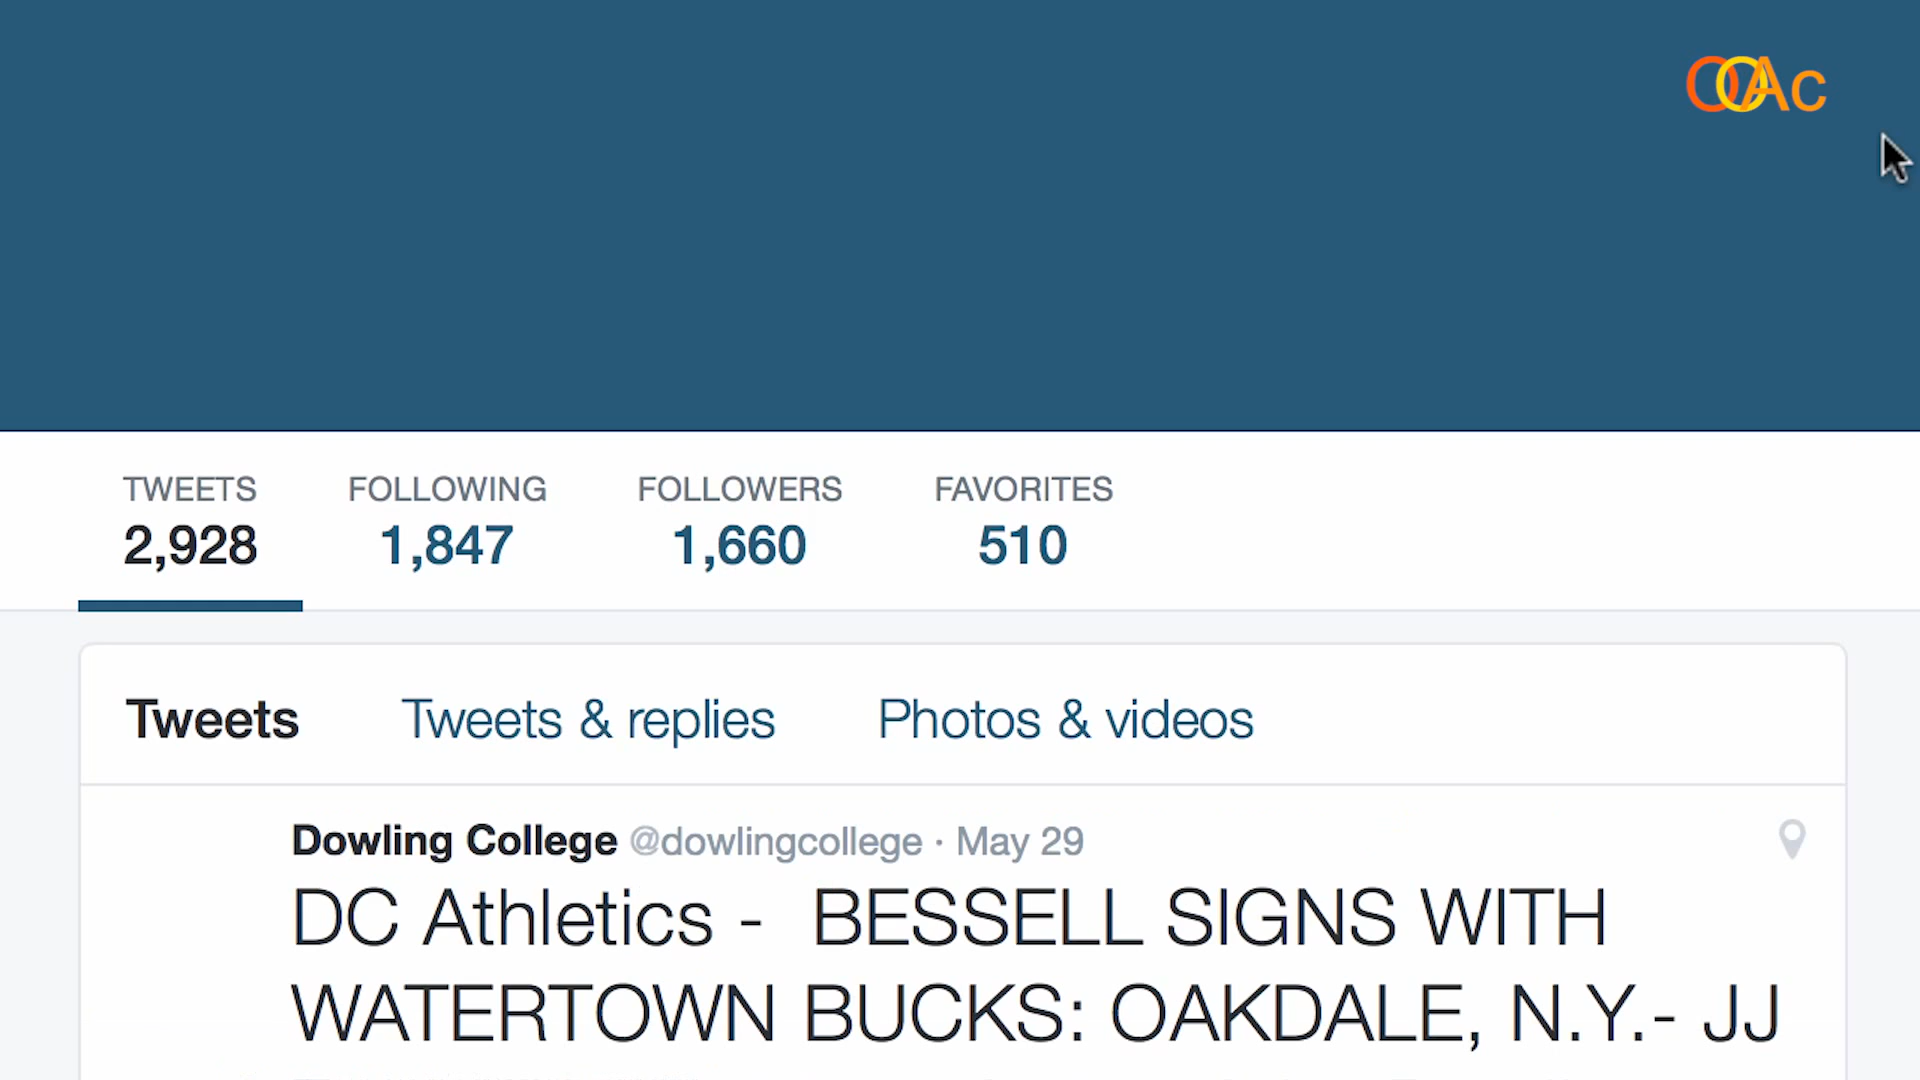 OOAc
TWEETS FOLLOWING FOLLOWERS FAVORITES
2,928 1,847 1,660 510
Tweets Tweets & replies Photos & videos
Dowling College @dowlingcollege · May 29
DC Athletics - BESSELL SIGNS WITH
WATERTOWN BUCKS: OAKDALE, N.Y.- JJ